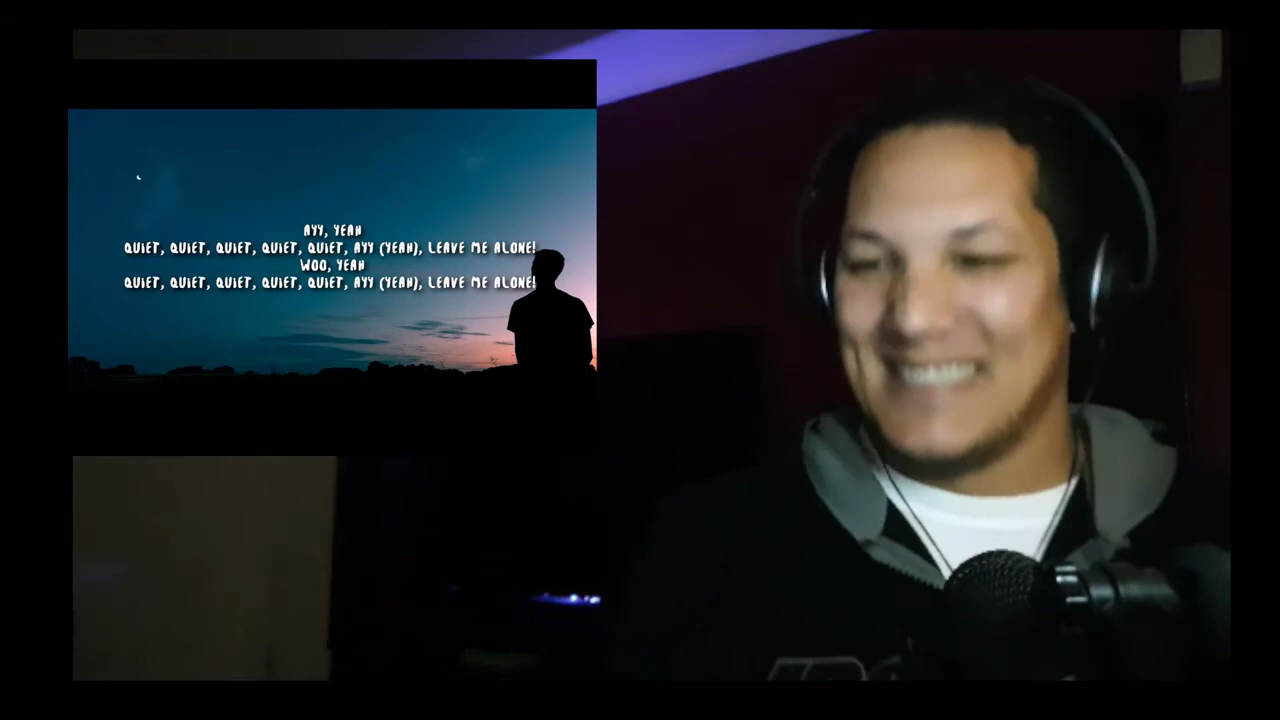 AYY, YEAH
QUIET, QUIET, QUIET, QUIET, QUIET, AYY (YEAH), LEAVE ME ALONE!
WOO, YEAH
QUIET, QUIET, QUIET, QUIET, QUIET, AYY (YEAH), LEAVE ME ALONE!